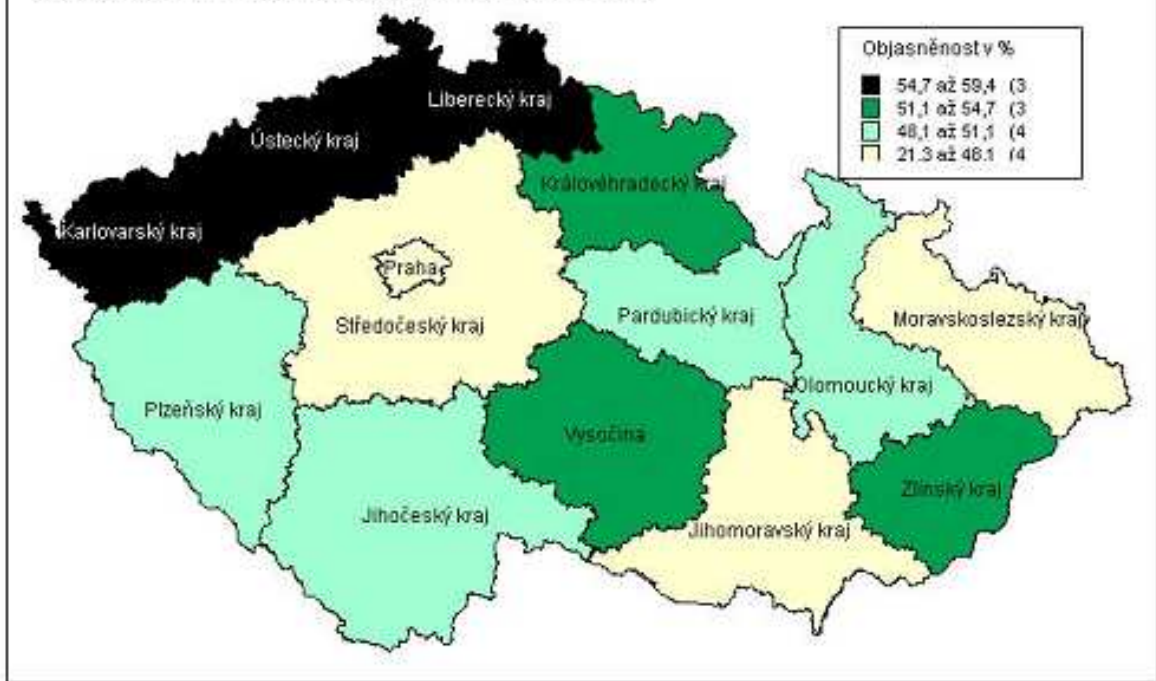 Objasněnost v %
54,7 až 59,4 (3
51,1 až 54,7 (3
48,1 až 51,1 (4
21,3 až 48,1 (4
Liberecký kraj
Ústecký kraj
Královéhradecký kraj
Karlovarský kraj
Praha
Středočeský kraj
Pardubický kraj
Moravskoslezský kraj
Olomoucký kraj
Plzeňský kraj
Vysočina
Zlínský kraj
Jihočeský kraj
Jihomoravský kraj